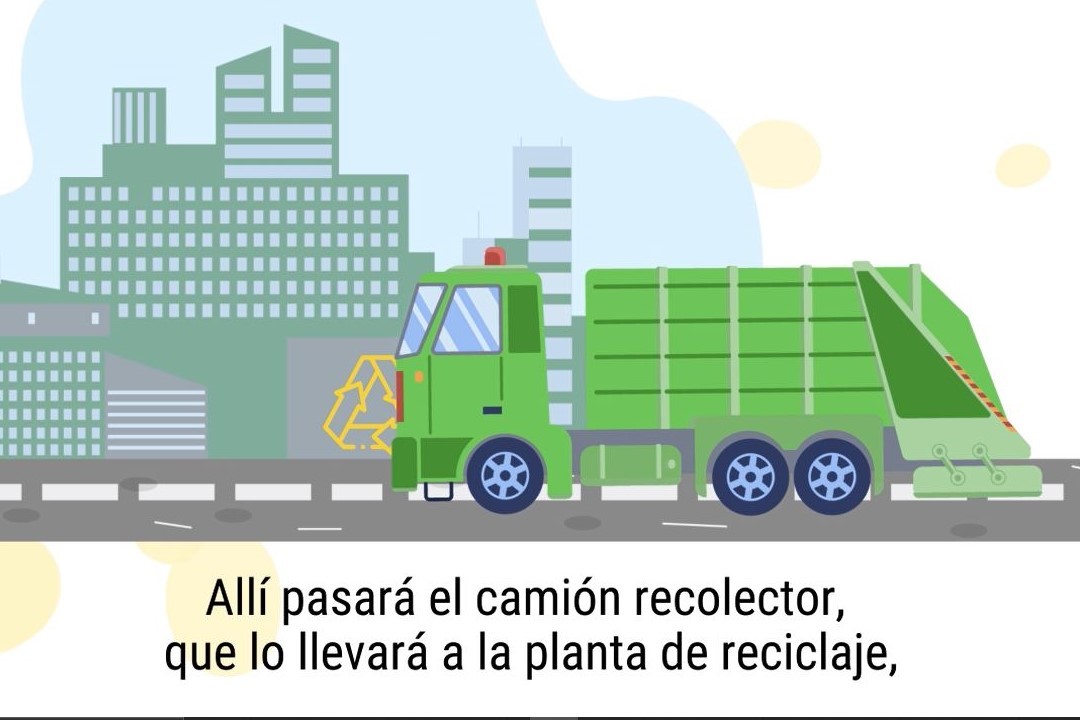 Allí pasará el camión recolector,
que lo llevará a la planta de reciclaje,